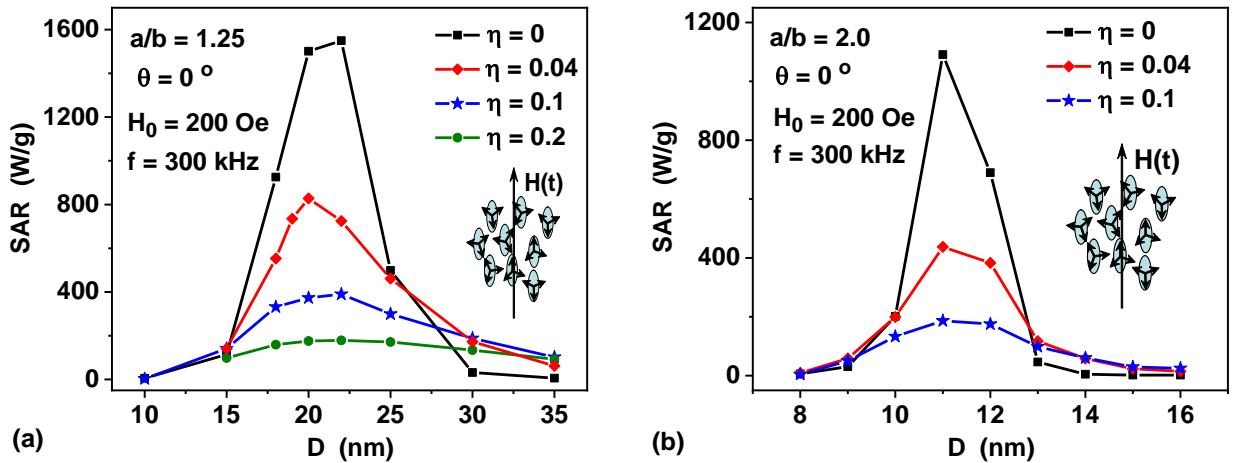 1600
1200
800
400
0
SAR (W/g)
a/b = 1.25
θ = 0 º
H₀ = 200 Oe
f = 300 kHz
η = 0
η = 0.04
η = 0.1
η = 0.2
H(t)
10 15 20 25 30 35
D (nm)
(a)
1200
800
400
0
SAR (W/g)
a/b = 2.0
θ = 0 º
H₀ = 200 Oe
f = 300 kHz
η = 0
η = 0.04
η = 0.1
H(t)
8 10 12 14 16
D (nm)
(b)